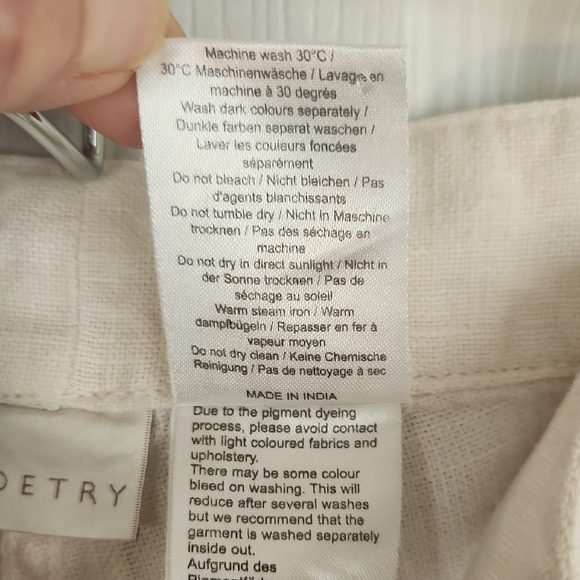 Machine wash 30°C /
30°C Maschinenwäsche / Lavage en
machine à 30 degrés
Wash dark colours separately /
Dunkle farben separat waschen /
Laver les couleurs foncées
séparément
Do not bleach / Nicht bleichen / Pas
d'agents blanchissants
Do not tumble dry / Nicht in Maschine
trocknen / Pas des séchage en
machine
Do not dry in direct sunlight / Nicht in
der Sonne trocknen / Pas de
séchage au soleil
Warm steam iron / Warm
dampfbügeln / Repasser en fer à
vapeur moyen
Do not dry clean / Keine Chemische
Reinigung / Pas de nettoyage à sec
MADE IN INDIA
Due to the pigment dyeing
process, please avoid contact
with light coloured fabrics and
upholstery.
There may be some colour
bleed on washing. This will
reduce after several washes
but we recommend that the
garment is washed separately
inside out.
Aufgrund des
OETRY